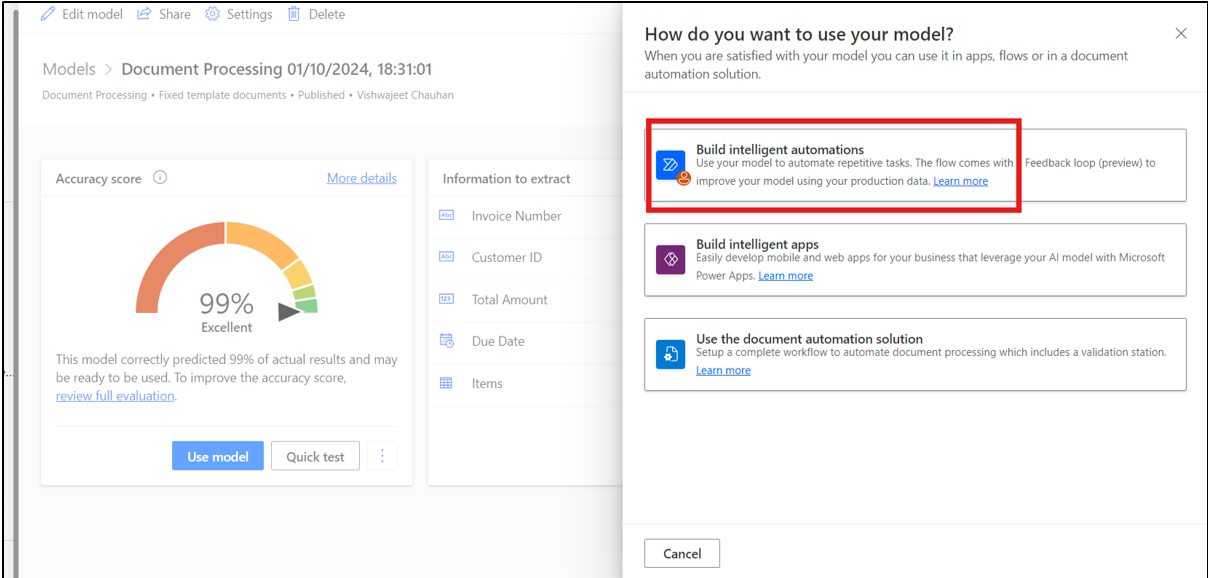 Edit model Share Settings Delete
Models > Document Processing 01/10/2024, 18:31:01
Document Processing • Fixed template documents • Published • Vishwajeet Chauhan
Accuracy score More details
99%
Excellent
This model correctly predicted 99% of actual results and may
be ready to be used. To improve the accuracy score,
review full evaluation.
Use model Quick test
Information to extract
Abc Invoice Number
Abc Customer ID
123 Total Amount
Due Date
Items
How do you want to use your model?
When you are satisfied with your model you can use it in apps, flows or in a document
automation solution.
Build intelligent automations
Use your model to automate repetitive tasks. The flow comes with Feedback loop (preview) to
improve your model using your production data. Learn more
Build intelligent apps
Easily develop mobile and web apps for your business that leverage your AI model with Microsoft
Power Apps. Learn more
Use the document automation solution
Setup a complete workflow to automate document processing which includes a validation station.
Learn more
Cancel